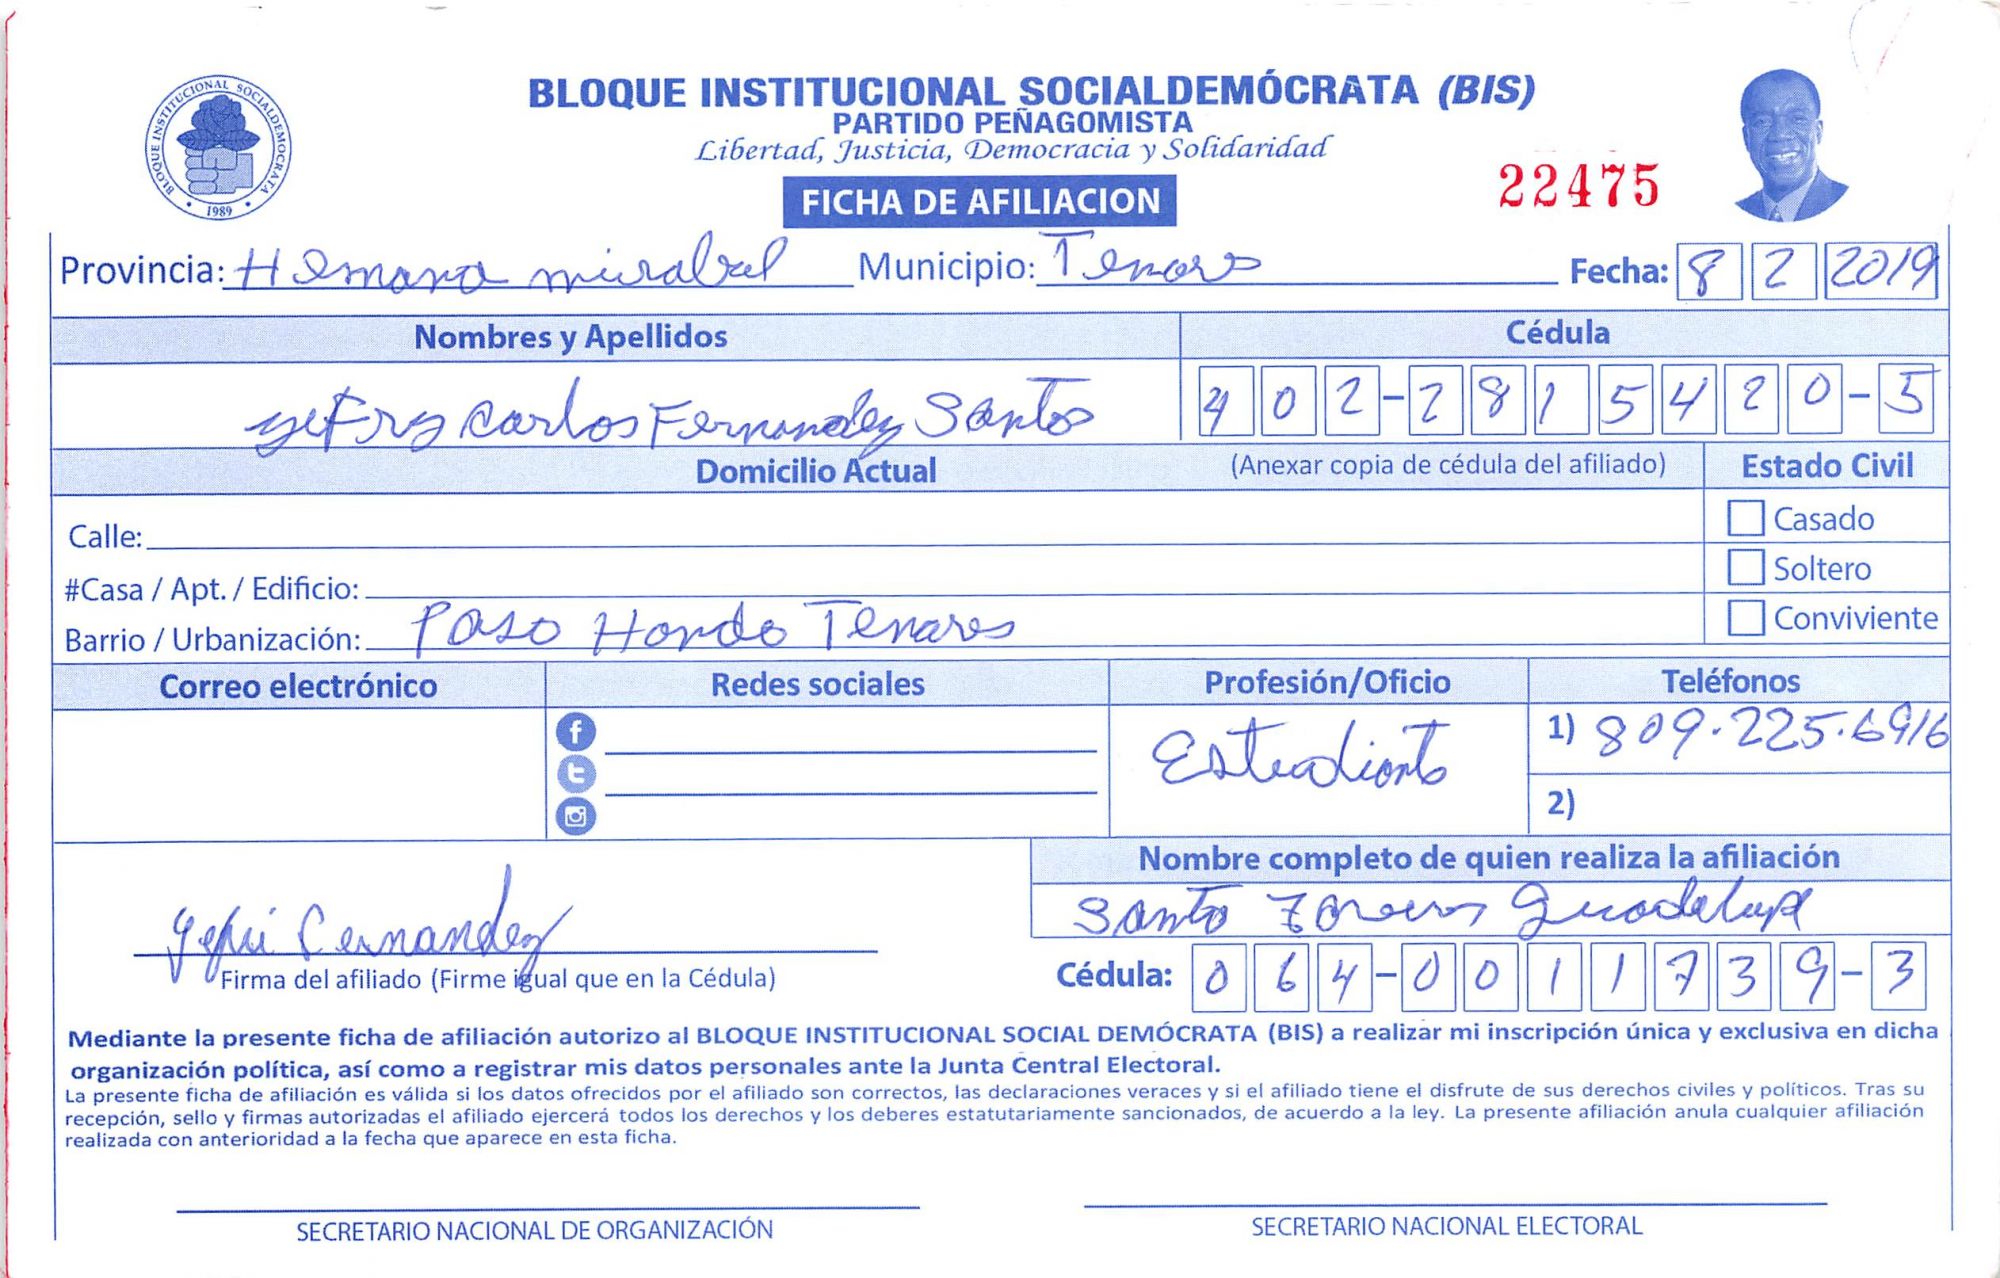 BLOQUE INSTITUCIONAL SOCIALDEMÓCRATA (BIS)
PARTIDO PEÑAGOMISTA
Libertad, Justicia, Democracia y Solidaridad
BLOQUE INSTITUCIONAL SOCIALDEMOCRATA
• 1989 •
FICHA DE AFILIACION
22475
Provincia: Hemana mirabal Municipio: Tenares Fecha: 8 2 2019
Nombres y Apellidos Cédula
yefry carlos Fernandez Santos 402-2815420-5
Domicilio Actual (Anexar copia de cédula del afiliado) Estado Civil
Calle: Casado
#Casa / Apt. / Edificio: Soltero
Barrio / Urbanización: Paso Hondo Tenares Conviviente
Correo electrónico Redes sociales Profesión/Oficio Teléfonos
Estudiante 1) 809.225.6916
2)
Nombre completo de quien realiza la afiliación
Santo Guadalupe
Fernandez
Firma del afiliado (Firme igual que en la Cédula) Cédula: 064-0011739-3
Mediante la presente ficha de afiliación autorizo al BLOQUE INSTITUCIONAL SOCIAL DEMÓCRATA (BIS) a realizar mi inscripción única y exclusiva en dicha
organización política, así como a registrar mis datos personales ante la Junta Central Electoral.
La presente ficha de afiliación es válida si los datos ofrecidos por el afiliado son correctos, las declaraciones veraces y si el afiliado tiene el disfrute de sus derechos civiles y políticos. Tras su
recepción, sello y firmas autorizadas el afiliado ejercerá todos los derechos y los deberes estatutariamente sancionados, de acuerdo a la ley. La presente afiliación anula cualquier afiliación
realizada con anterioridad a la fecha que aparece en esta ficha.
SECRETARIO NACIONAL DE ORGANIZACIÓN SECRETARIO NACIONAL ELECTORAL